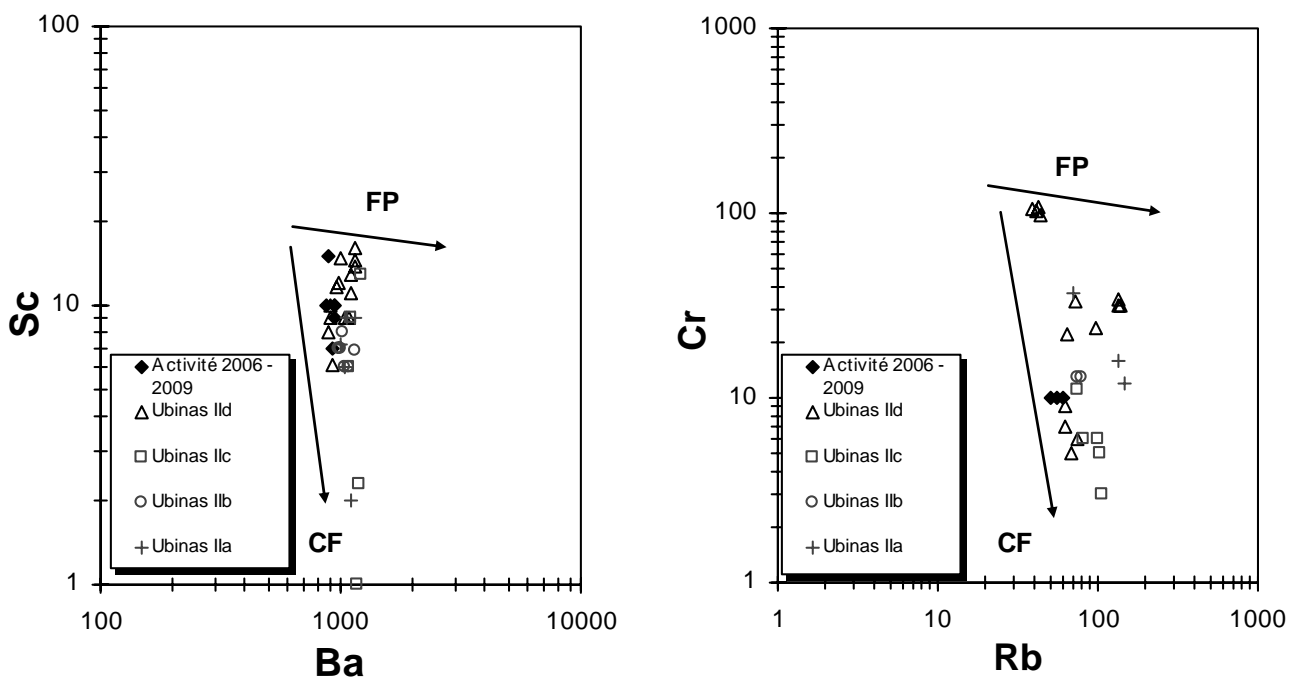 100
10
1
Sc
100
1000
10000
Ba
FP
CF
Activité 2006 -
2009
Ubinas IId
Ubinas IIc
Ubinas IIb
Ubinas IIa
1000
100
10
1
Cr
1
10
100
1000
Rb
FP
CF
Activité 2006 -
2009
Ubinas IId
Ubinas IIc
Ubinas IIb
Ubinas IIa